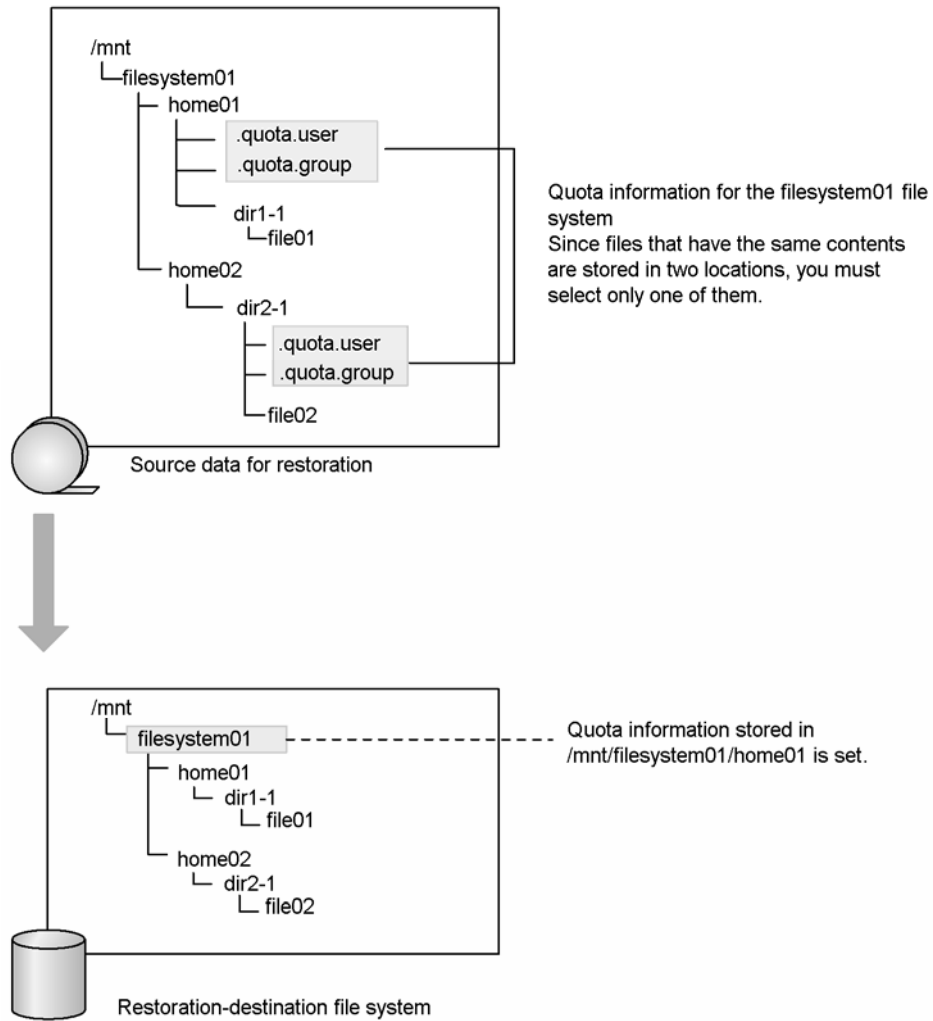 /mnt
filesystem01
home01
.quota.user
.quota.group
dir1-1
file01
home02
dir2-1
.quota.user
.quota.group
file02
Quota information for the filesystem01 file
system
Since files that have the same contents
are stored in two locations, you must
select only one of them.
Source data for restoration
/mnt
filesystem01
home01
dir1-1
file01
home02
dir2-1
file02
Quota information stored in
/mnt/filesystem01/home01 is set.
Restoration-destination file system